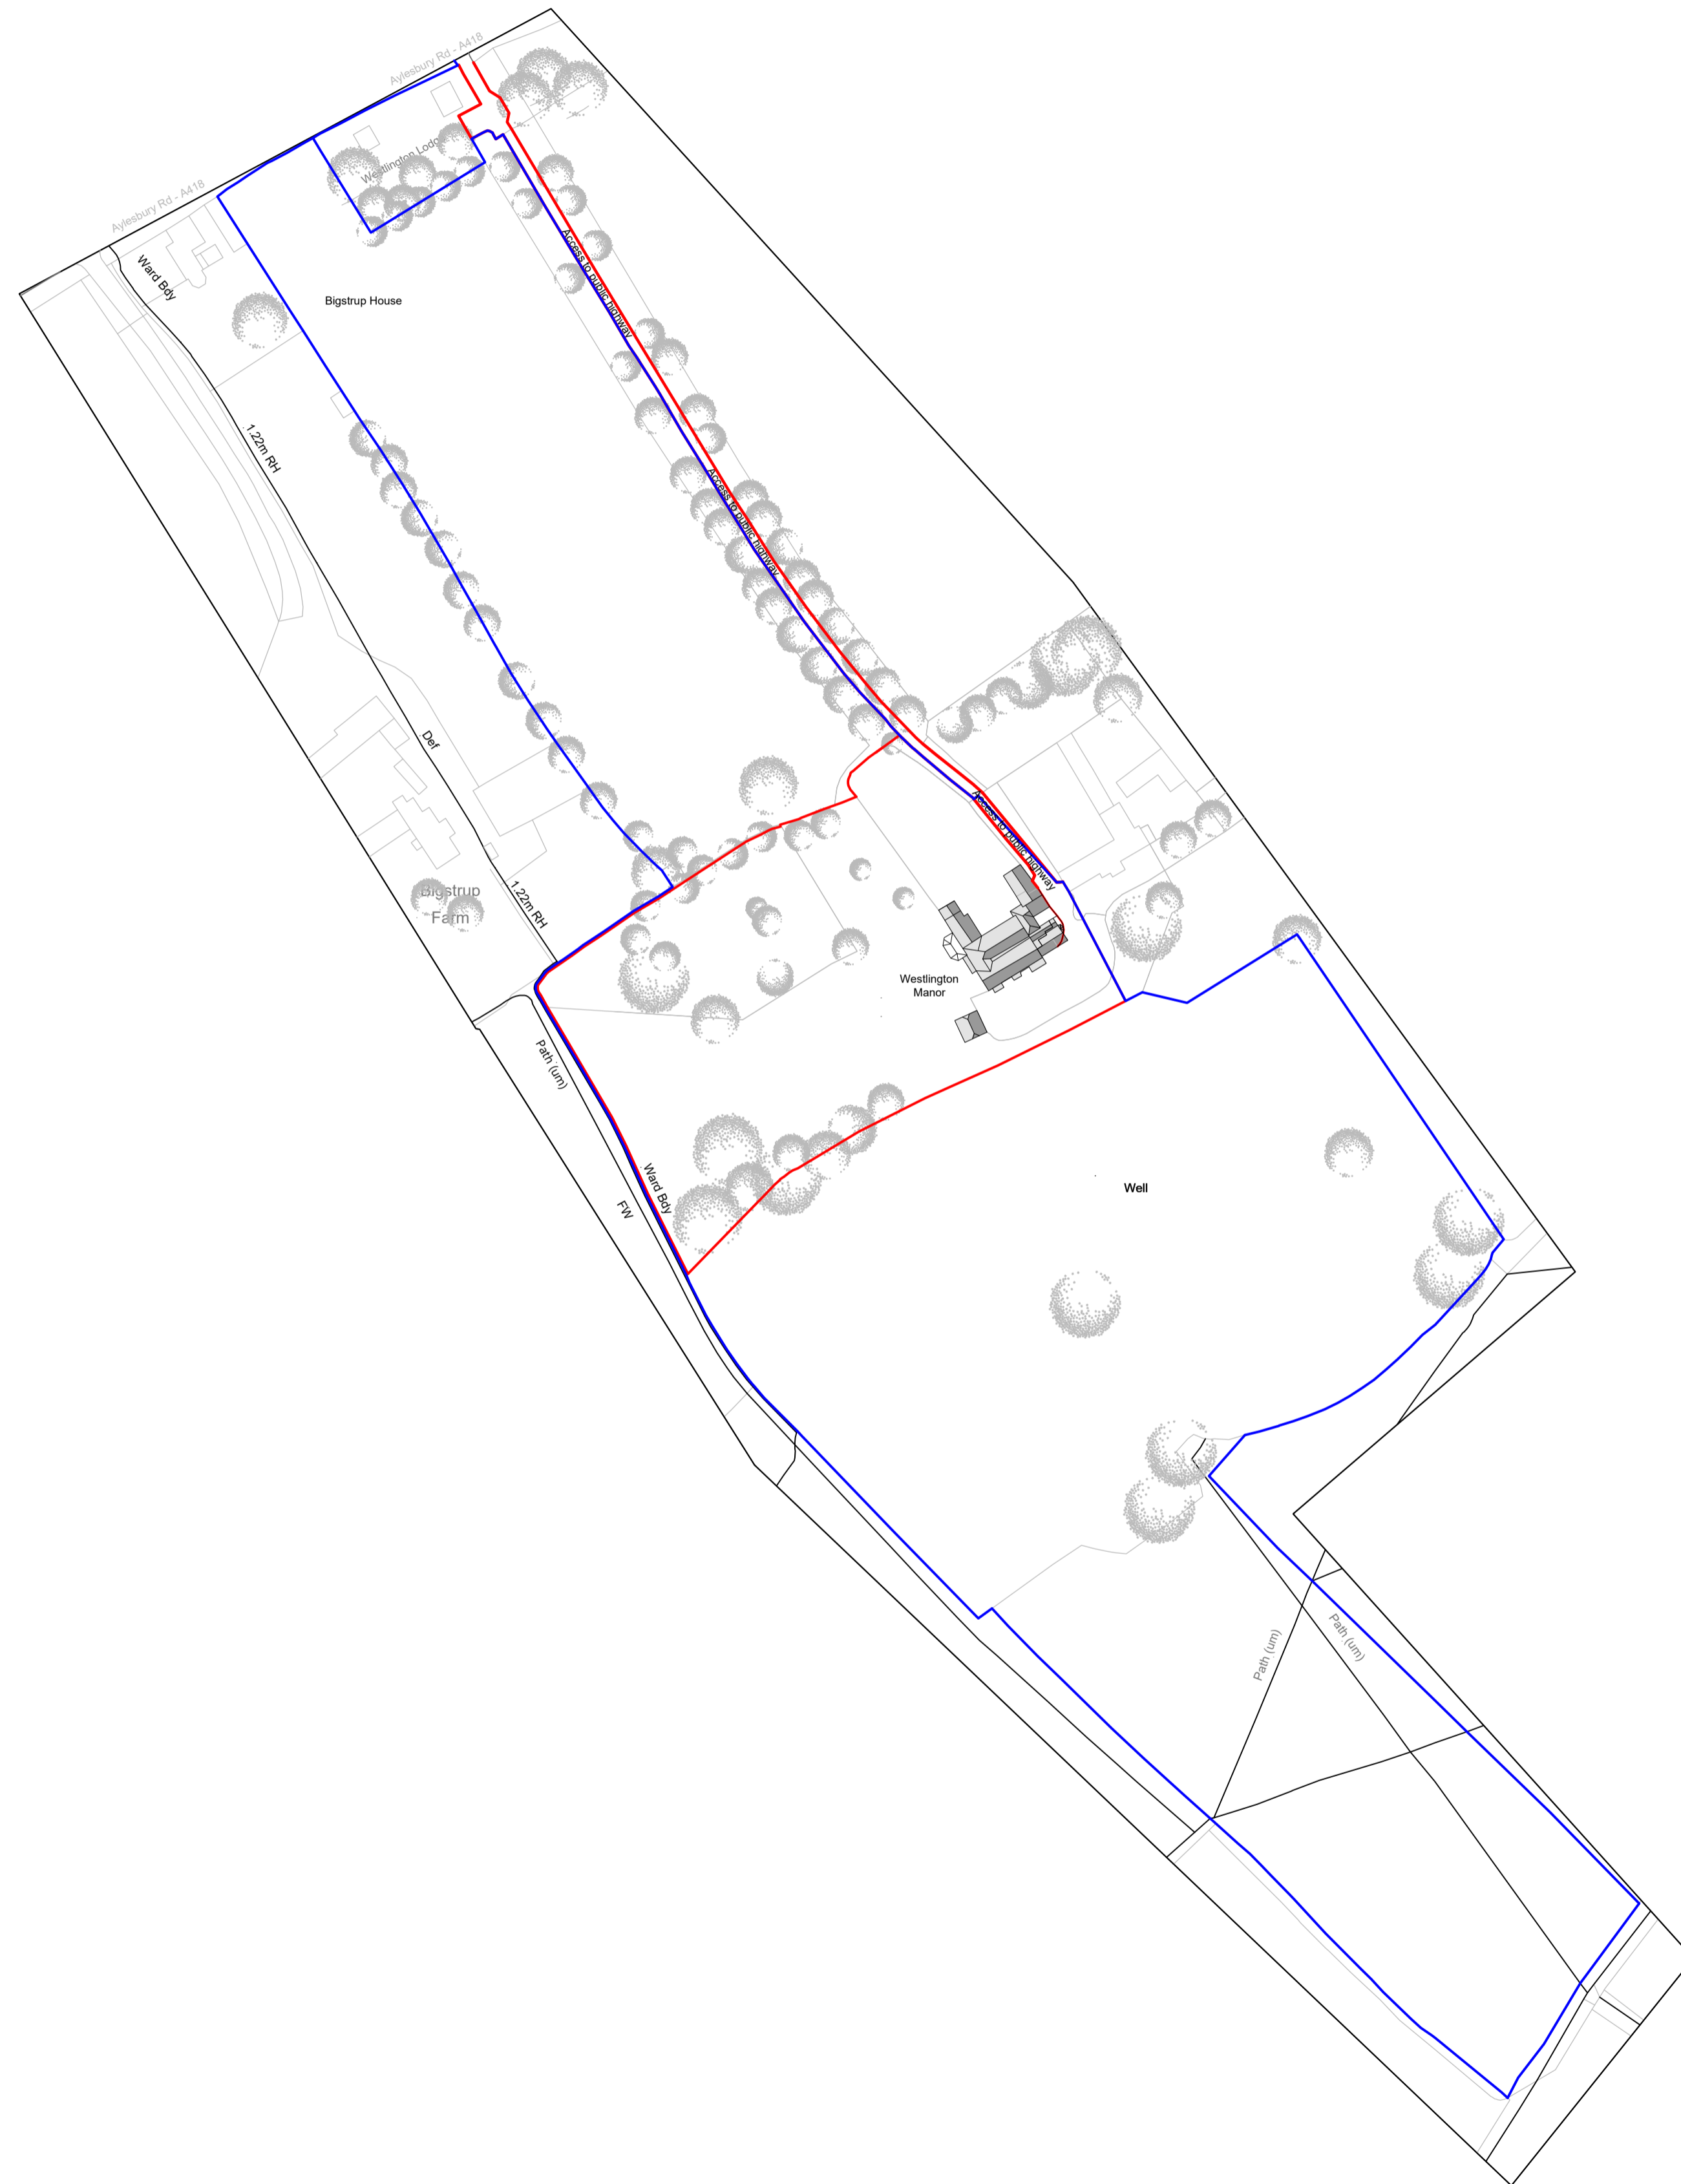 Aylesbury Rd - A418
Aylesbury Rd - A418
Westlington Lodge
Ward Bdy
Bigstrup House
Access to public highway
1.22m RH
Access to public highway
Def
Access to public highway
1.22m RH
Bigstrup
Farm
Westlington
Manor
Path (um)
Ward Bdy
FW
Well
Path (um)
Path (um)